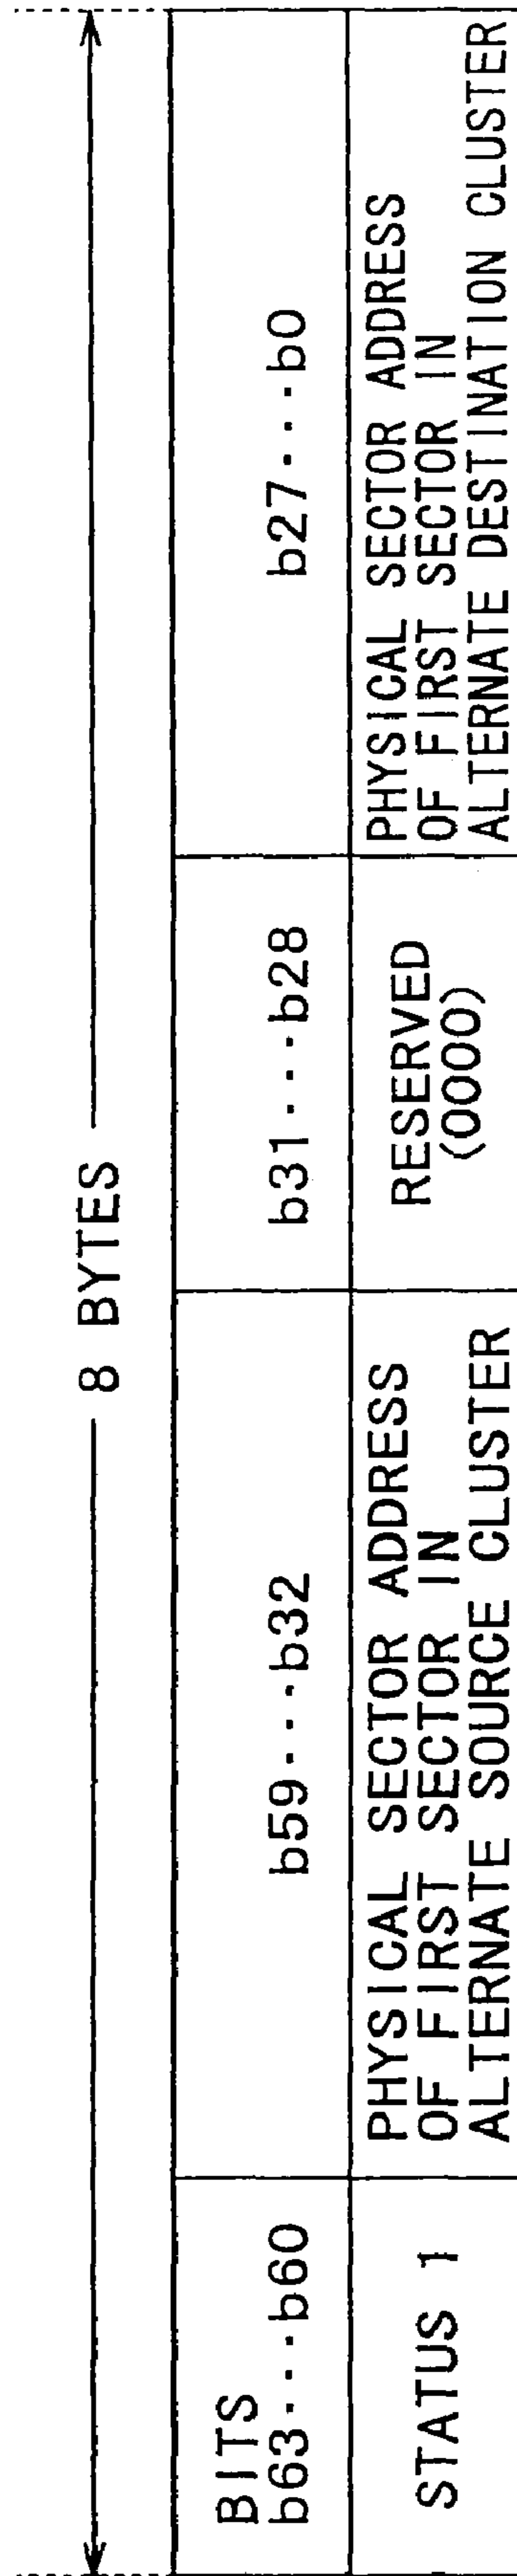 8 BYTES
BITS
b63···b60
b59···b32
b31···b28
b27···b0
STATUS 1
PHYSICAL SECTOR ADDRESS
OF FIRST SECTOR IN
ALTERNATE SOURCE CLUSTER
RESERVED
(0000)
PHYSICAL SECTOR ADDRESS
OF FIRST SECTOR IN
ALTERNATE DESTINATION CLUSTER